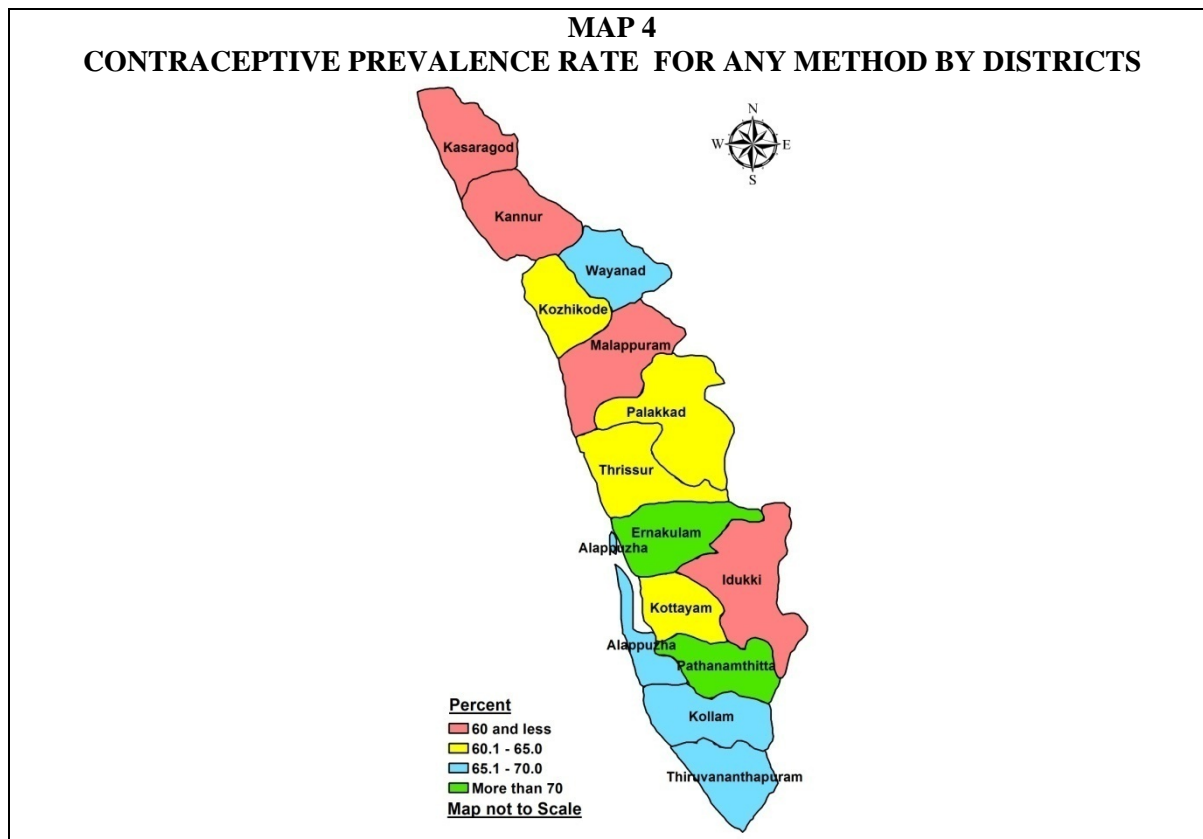 MAP 4
CONTRACEPTIVE PREVALENCE RATE FOR ANY METHOD BY DISTRICTS
N
W E
S
Kasaragod
Kannur
Wayanad
Kozhikode
Malappuram
Palakkad
Thrissur
Ernakulam
Alappuzha
Idukki
Kottayam
Alappuzha
Pathanamthitta
Kollam
Thiruvananthapuram
Percent
60 and less
60.1 - 65.0
65.1 - 70.0
More than 70
Map not to Scale